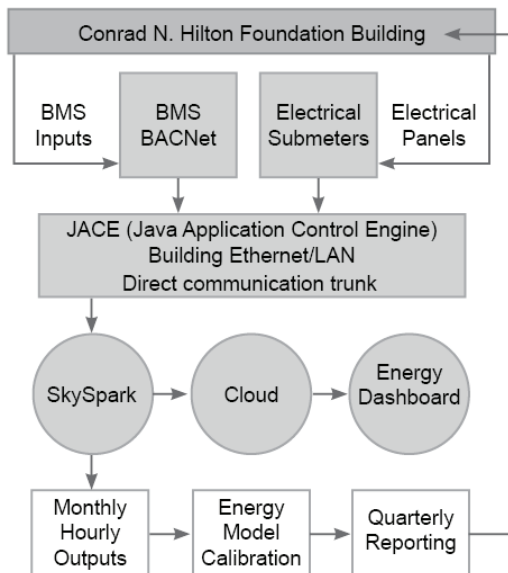 Conrad N. Hilton Foundation Building
BMS
Inputs
BMS
BACNet
Electrical
Submeters
Electrical
Panels
JACE (Java Application Control Engine)
Building Ethernet/LAN
Direct communication trunk
SkySpark
Cloud
Energy
Dashboard
Monthly
Hourly
Outputs
Energy
Model
Calibration
Quarterly
Reporting